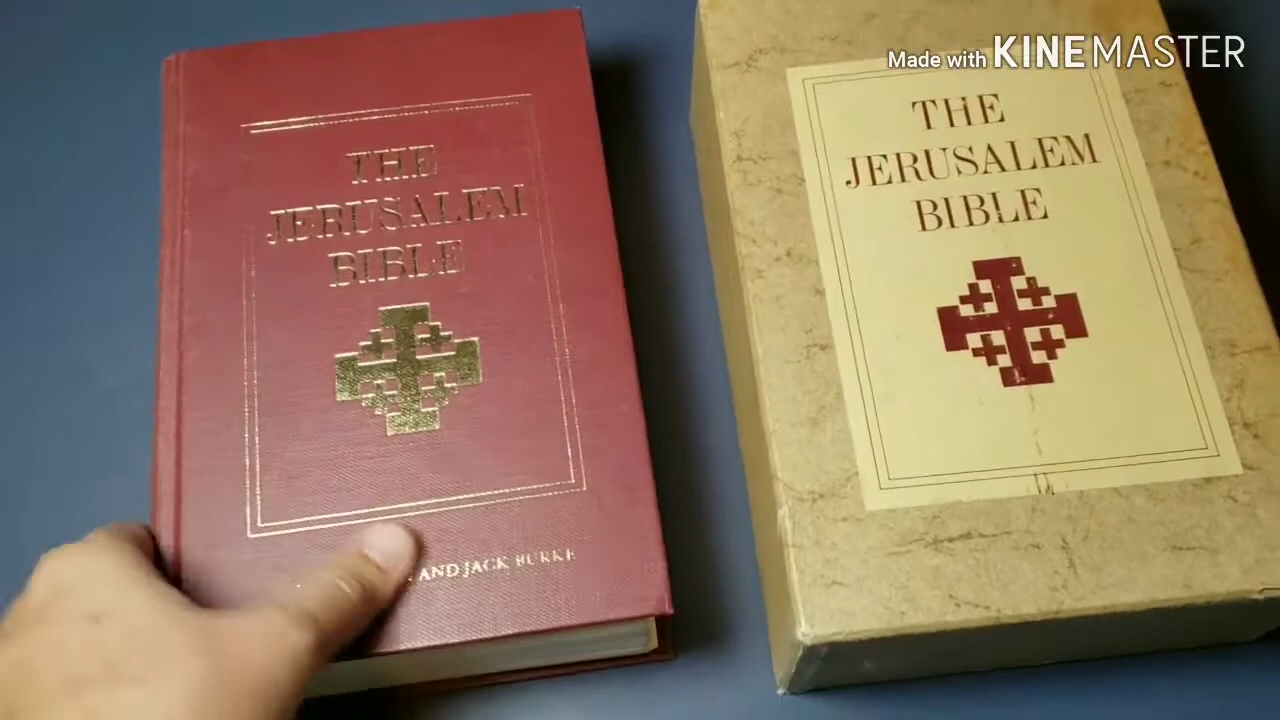 THE
JERUSALEM
BIBLE
AND JACK BURKE
Made with KINEMASTER
THE
JERUSALEM
BIBLE